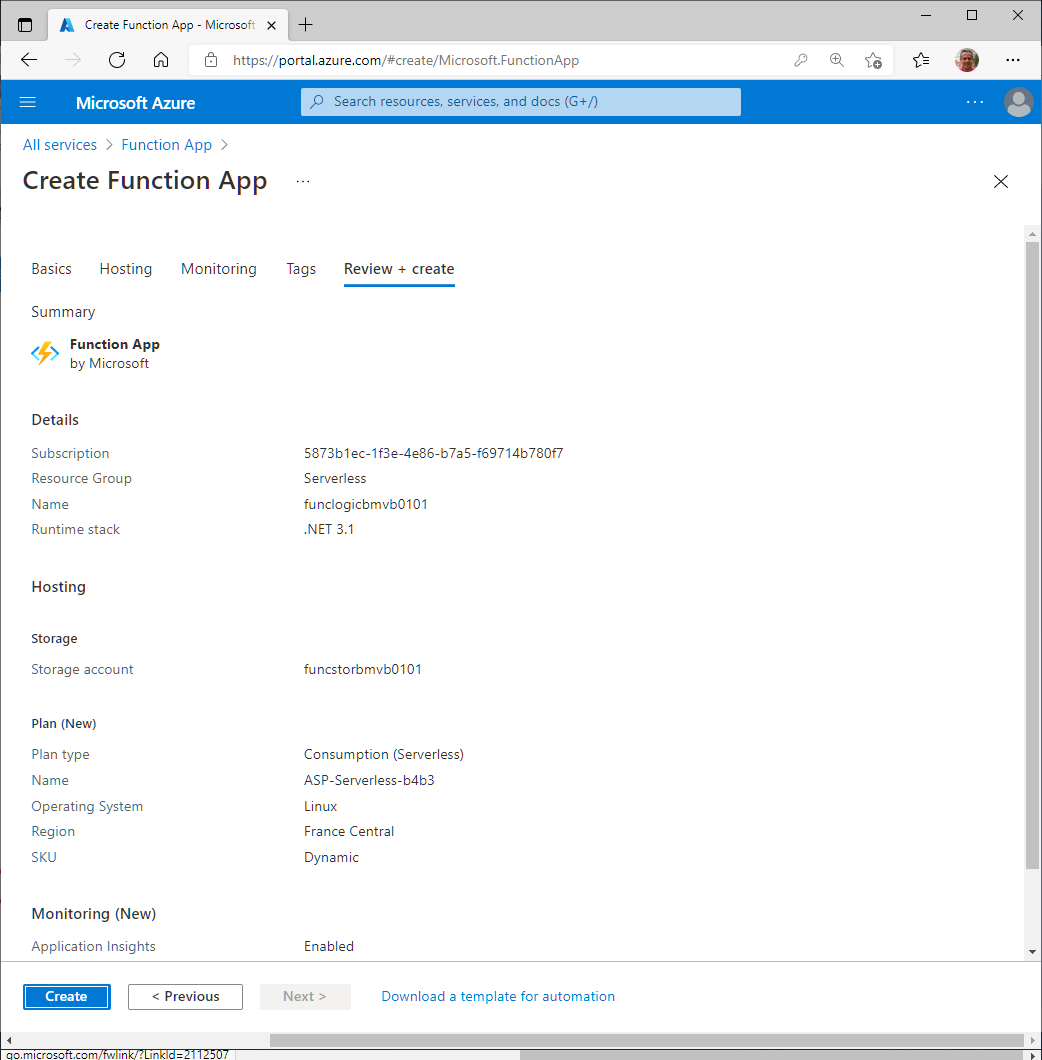 Create Function App - Microsoft
https://portal.azure.com/#create/Microsoft.FunctionApp
Microsoft Azure
Search resources, services, and docs (G+/)
All services > Function App >
Create Function App ...
Basics Hosting Monitoring Tags Review + create
Summary
Function App
by Microsoft
Details
Subscription 5873b1ec-1f3e-4e86-b7a5-f69714b780f7
Resource Group Serverless
Name funclogicbmvb0101
Runtime stack .NET 3.1
Hosting
Storage
Storage account funcstorbmvb0101
Plan (New)
Plan type Consumption (Serverless)
Name ASP-Serverless-b4b3
Operating System Linux
Region France Central
SKU Dynamic
Monitoring (New)
Application Insights Enabled
Create < Previous Next > Download a template for automation
go.microsoft.com/fwlink/?LinkId=2112507